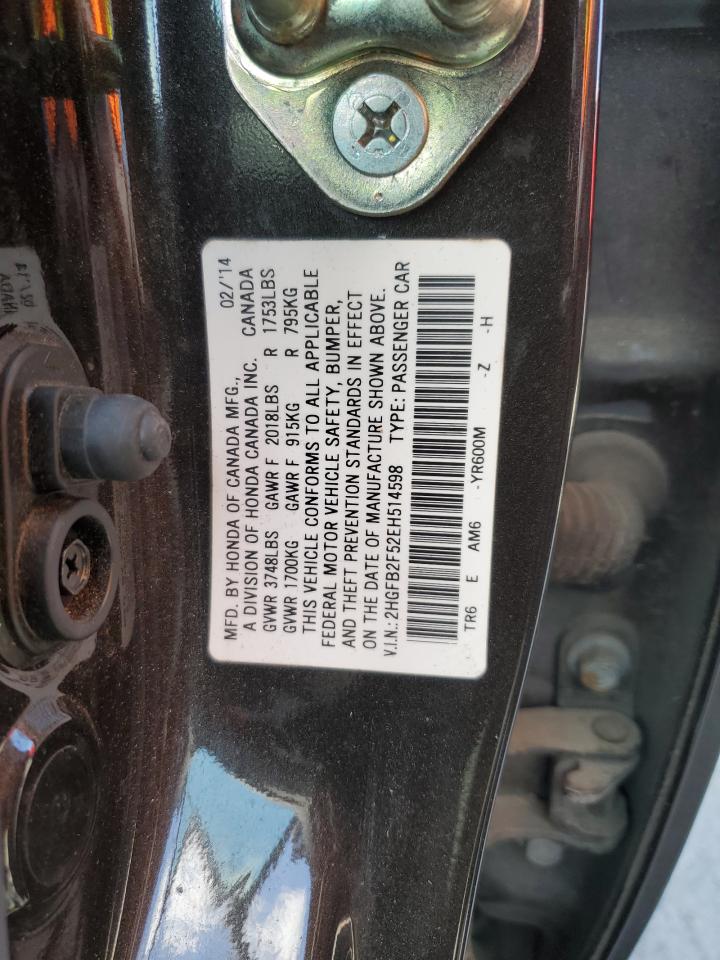 MFD. BY HONDA OF CANADA MFG., 02/'14
A DIVISION OF HONDA CANADA INC. CANADA
GVWR 3748LBS GAWR F 2018LBS R 1753LBS
GVWR 1700KG GAWR F 915KG R 795KG
THIS VEHICLE CONFORMS TO ALL APPLICABLE
FEDERAL MOTOR VEHICLE SAFETY, BUMPER,
AND THEFT PREVENTION STANDARDS IN EFFECT
ON THE DATE OF MANUFACTURE SHOWN ABOVE.
V.I.N.: 2HGFB2F52EH514598 TYPE: PASSENGER CAR
TR6 E AM6 -YR600M -Z -H